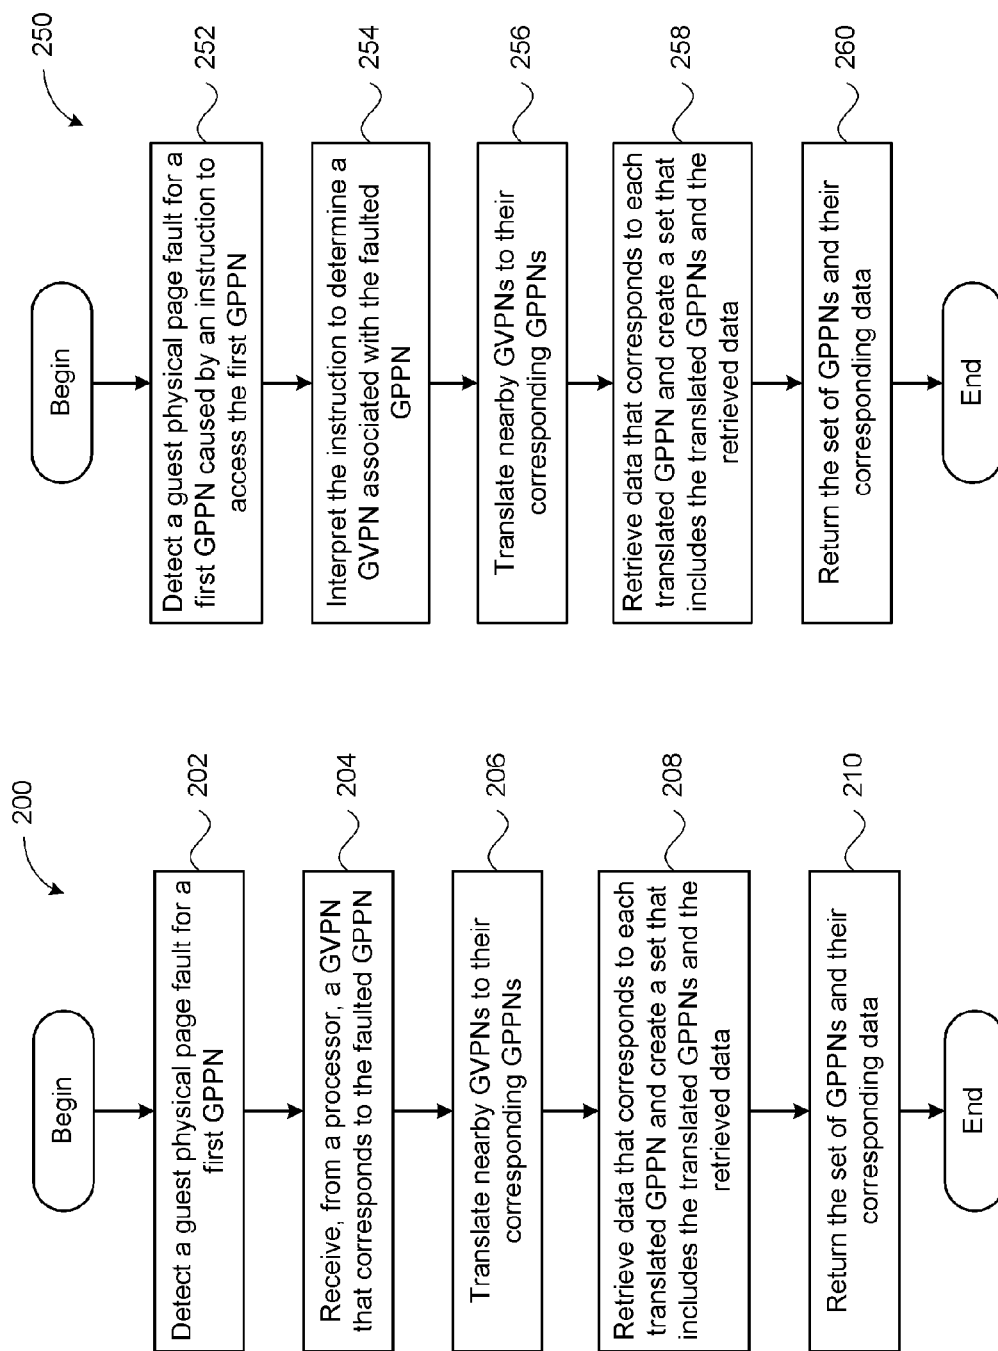 200
Begin
Detect a guest physical page fault for a
first GPPN
202
Receive, from a processor, a GVPN
that corresponds to the faulted GPPN
204
Translate nearby GVPNs to their
corresponding GPPNs
206
Retrieve data that corresponds to each
translated GPPN and create a set that
includes the translated GPPNs and the
retrieved data
208
Return the set of GPPNs and their
corresponding data
210
End
250
Begin
Detect a guest physical page fault for a
first GPPN caused by an instruction to
access the first GPPN
252
Interpret the instruction to determine a
GVPN associated with the faulted
GPPN
254
Translate nearby GVPNs to their
corresponding GPPNs
256
Retrieve data that corresponds to each
translated GPPN and create a set that
includes the translated GPPNs and the
retrieved data
258
Return the set of GPPNs and their
corresponding data
260
End